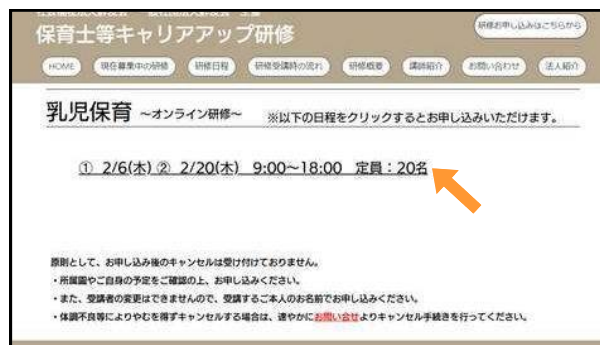 保育士等キャリアアップ研修
研修お申し込みはこちらから
HOME 現在募集中の研修 研修日程 研修受講時の流れ 研修概要 講師紹介 お問い合わせ 法人紹介
乳児保育 ~オンライン研修~ ※以下の日程をクリックするとお申し込みいただけます。
① 2/6(木) ② 2/20(木) 9:00~18:00 定員：20名
原則として、お申し込み後のキャンセルは受け付けておりません。
・所属園やご自身の予定をご確認の上、お申し込みください。
・また、受講者の変更はできませんので、受講するご本人のお名前でお申し込みください。
・体調不良等によりやむを得ずキャンセルする場合は、速やかにお問い合せよりキャンセル手続きを行ってください。